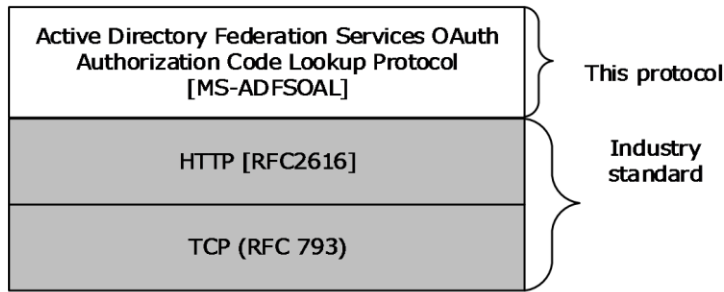 Active Directory Federation Services OAuth
Authorization Code Lookup Protocol
[MS-ADFSOAL]
This protocol
HTTP [RFC2616]
Industry
standard
TCP (RFC 793)